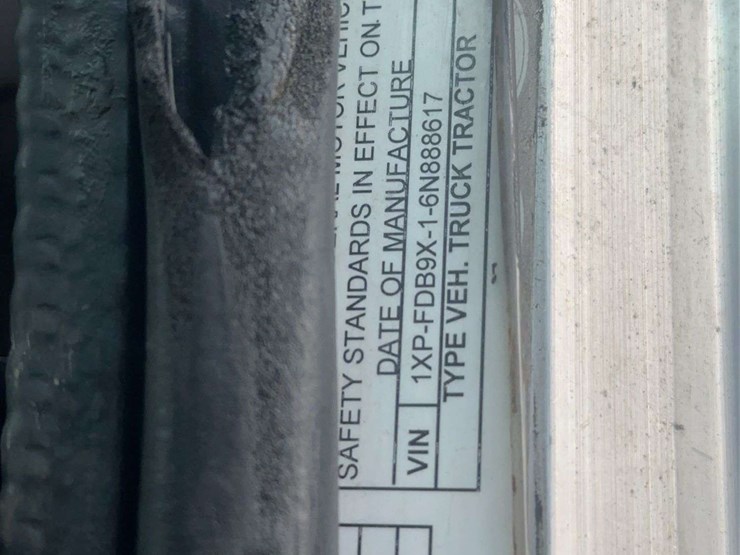 SAFETY STANDARDS IN EFFECT ON T
DATE OF MANUFACTURE
VIN 1XP-FDB9X-1-6N888617
TYPE VEH. TRUCK TRACTOR